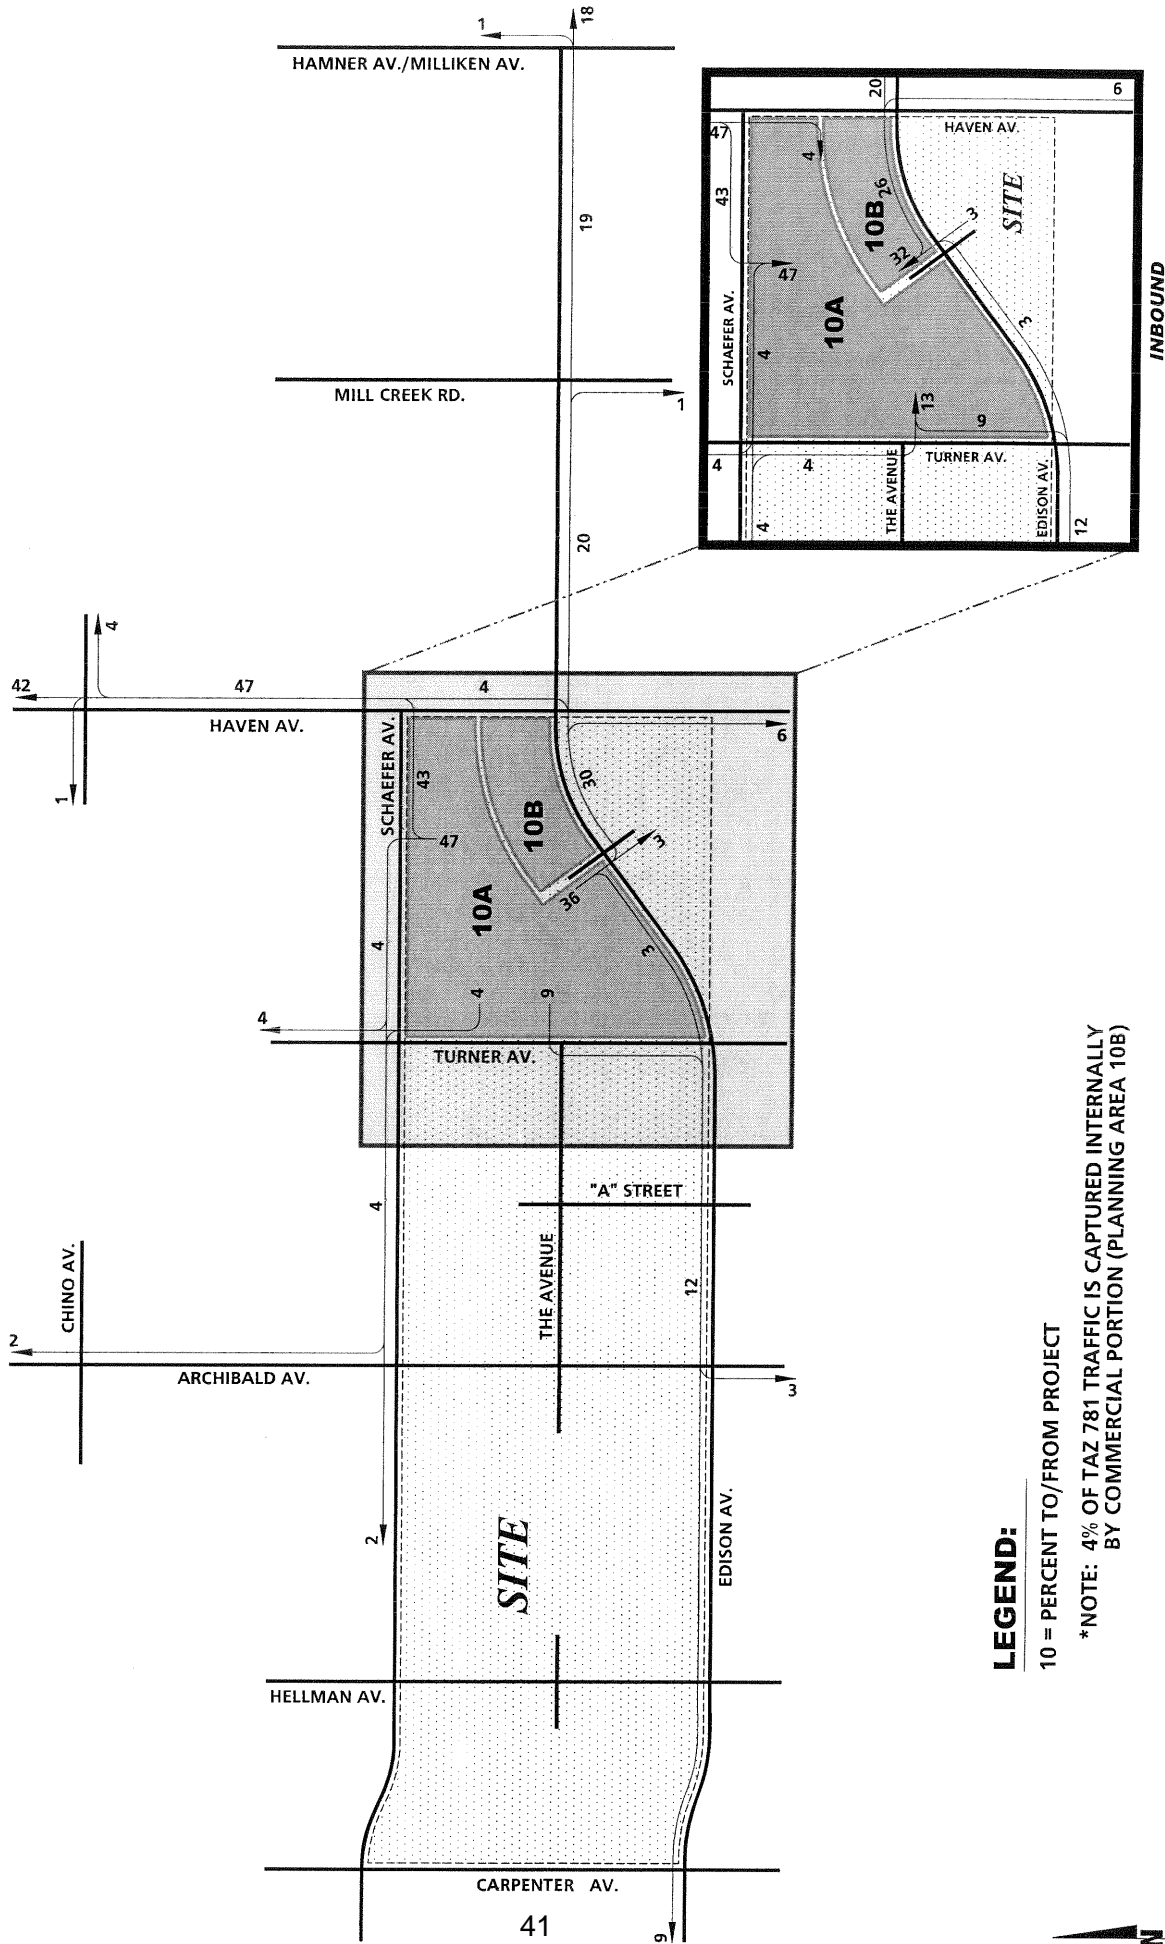 1
18
HAMNER AV./MILLIKEN AV.
19
MILL CREEK RD.
1
20
4
42
47
4
HAVEN AV.
6
1
SCHAEFER AV.
43
30
10B
47
3
10A
36
4
3
4
9
4
TURNER AV.
"A" STREET
4
THE AVENUE
12
CHINO AV.
2
ARCHIBALD AV.
3
2
SITE
EDISON AV.
HELLMAN AV.
CARPENTER AV.
9
41
20
6
47
HAVEN AV.
4
43
26
10B
3
SITE
32
47
SCHAEFER AV.
10A
4
3
13
9
4
4
TURNER AV.
THE AVENUE
4
EDISON AV.
12
INBOUND
LEGEND:
10 = PERCENT TO/FROM PROJECT
*NOTE: 4% OF TAZ 781 TRAFFIC IS CAPTURED INTERNALLY
BY COMMERCIAL PORTION (PLANNING AREA 10B)
N